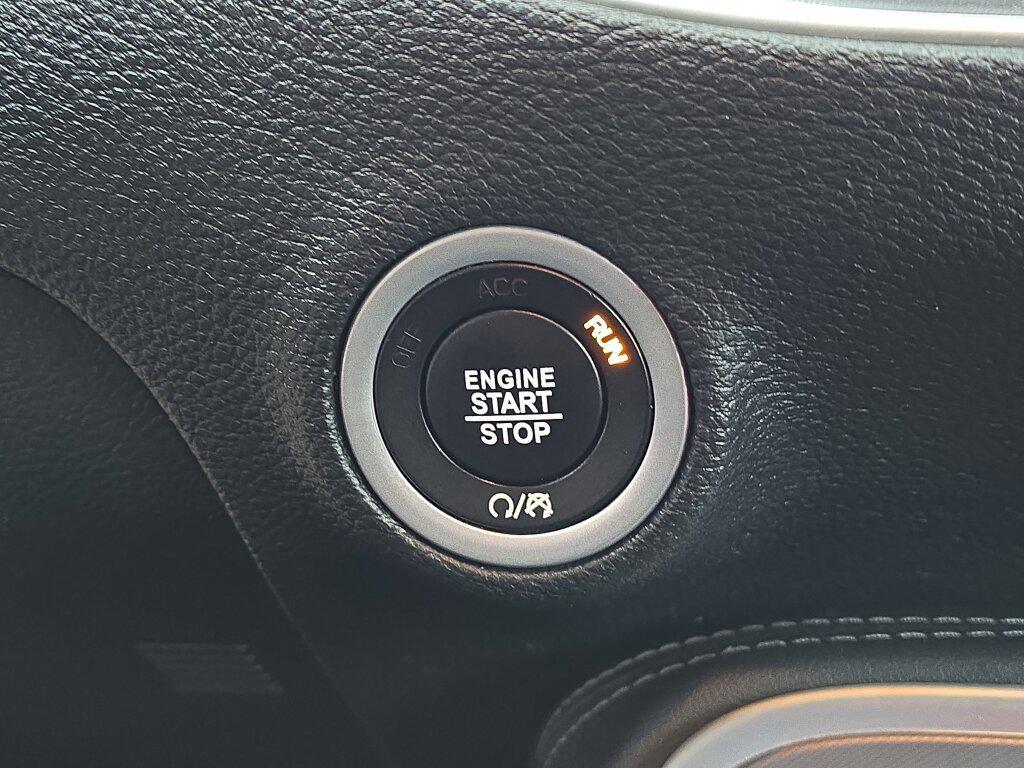 ACC
OFF
RUN
ENGINE
START
STOP